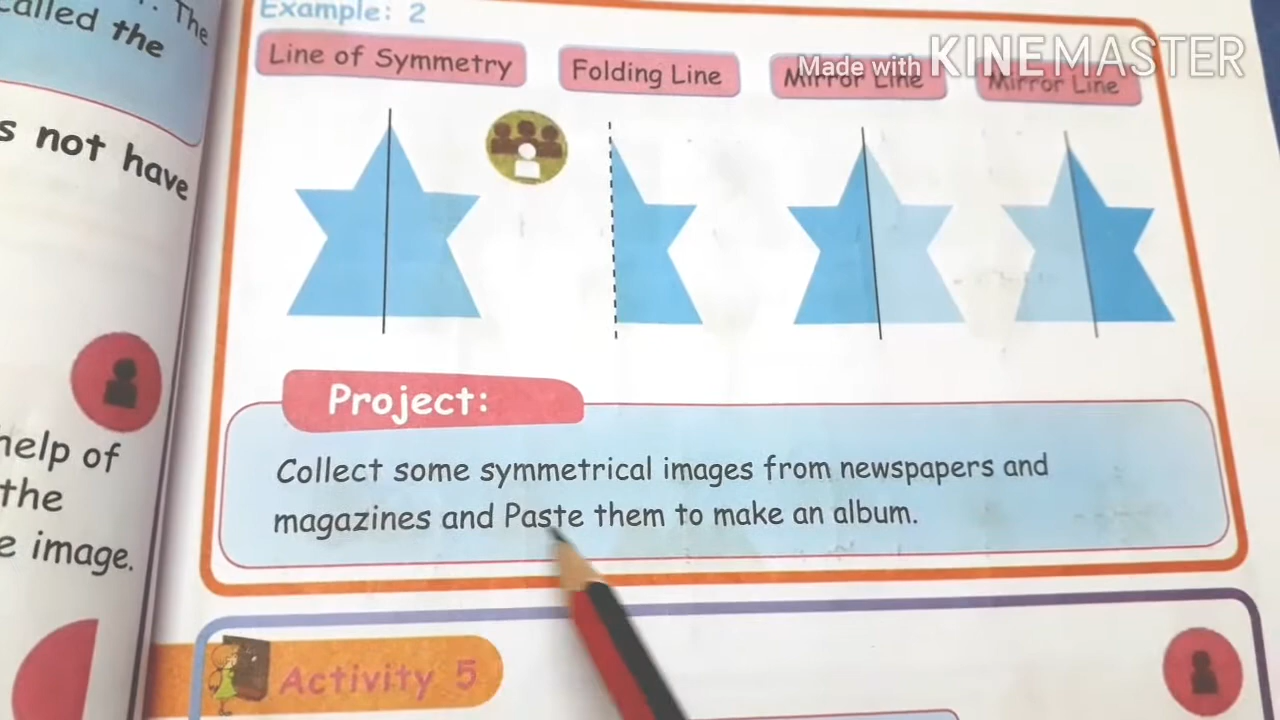 called the
. The
s not have
help of
the
e image.
Example: 2
Line of Symmetry
Folding Line
Mirror Line
Mirror Line
Made with KINEMASTER
Project:
Collect some symmetrical images from newspapers and
magazines and Paste them to make an album.
Activity 5